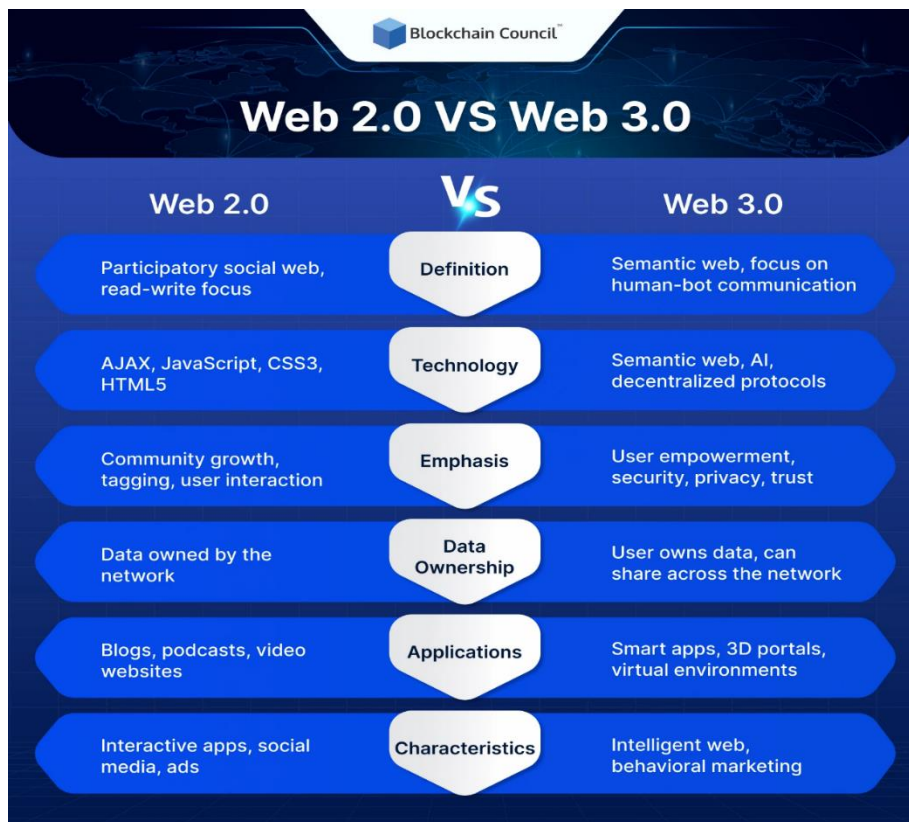 Blockchain Council™
Web 2.0 VS Web 3.0
Web 2.0
Vs
Web 3.0
Participatory social web,
read-write focus
Definition
Semantic web, focus on
human-bot communication
AJAX, JavaScript, CSS3,
HTML5
Technology
Semantic web, AI,
decentralized protocols
Community growth,
tagging, user interaction
Emphasis
User empowerment,
security, privacy, trust
Data owned by the
network
Data
Ownership
User owns data, can
share across the network
Blogs, podcasts, video
websites
Applications
Smart apps, 3D portals,
virtual environments
Interactive apps, social
media, ads
Characteristics
Intelligent web,
behavioral marketing